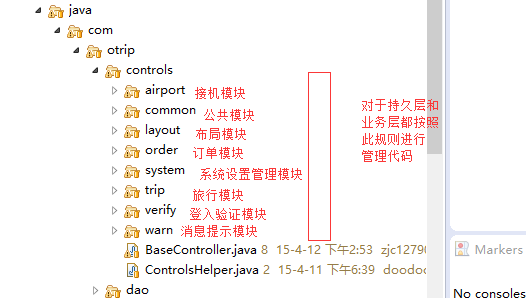 java
com
otrip
controls
airport 接机模块
common 公共模块
layout 布局模块
order 订单模块
system 系统设置管理模块
trip 旅行模块
verify 登入验证模块
warn 消息提示模块
BaseController.java 8 15-4-12 下午2:53 zjc1279
ControlsHelper.java 2 15-4-11 下午6:39 doodoo
dao
对于持久层和
业务层都按照
此规则进行
管理代码
Markers
No consoles